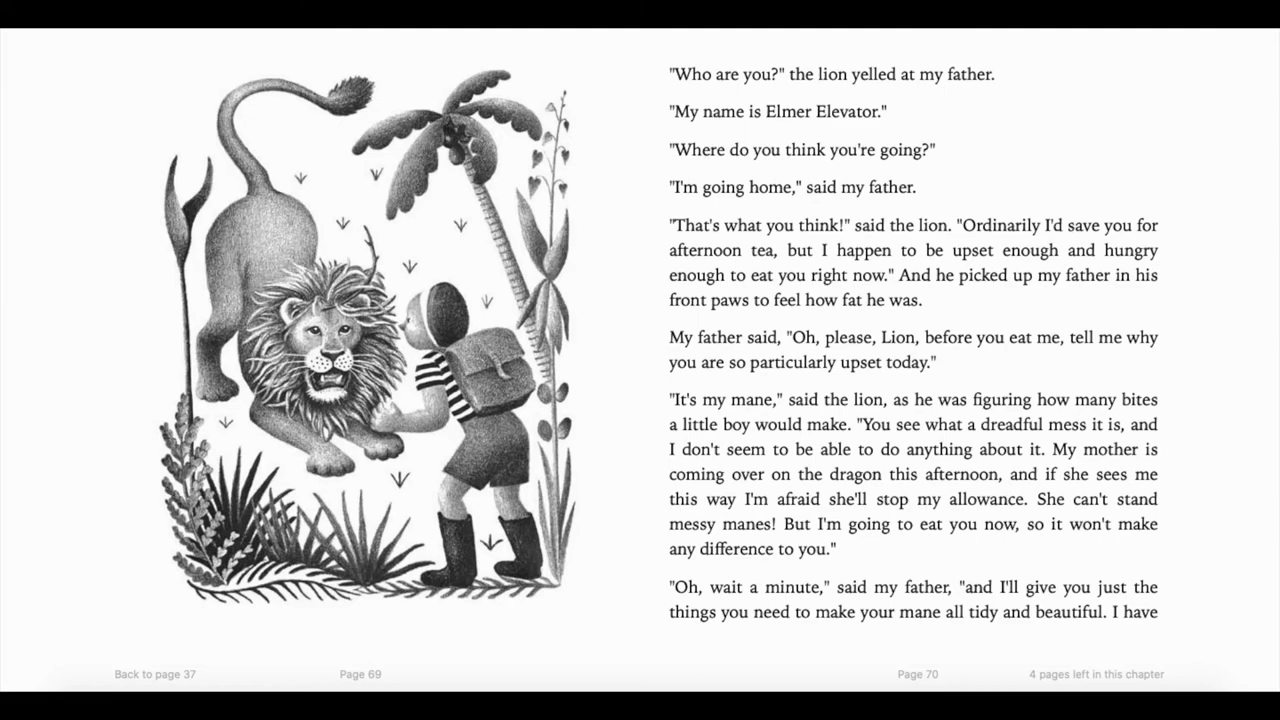 "Who are you?" the lion yelled at my father.
"My name is Elmer Elevator."
"Where do you think you're going?"
"I'm going home," said my father.
"That's what you think!" said the lion. "Ordinarily I'd save you for
afternoon tea, but I happen to be upset enough and hungry
enough to eat you right now." And he picked up my father in his
front paws to feel how fat he was.
My father said, "Oh, please, Lion, before you eat me, tell me why
you are so particularly upset today."
"It's my mane," said the lion, as he was figuring how many bites
a little boy would make. "You see what a dreadful mess it is, and
I don't seem to be able to do anything about it. My mother is
coming over on the dragon this afternoon, and if she sees me
this way I'm afraid she'll stop my allowance. She can't stand
messy manes! But I'm going to eat you now, so it won't make
any difference to you."
"Oh, wait a minute," said my father, "and I'll give you just the
things you need to make your mane all tidy and beautiful. I have
Back to page 37
Page 69
Page 70
4 pages left in this chapter